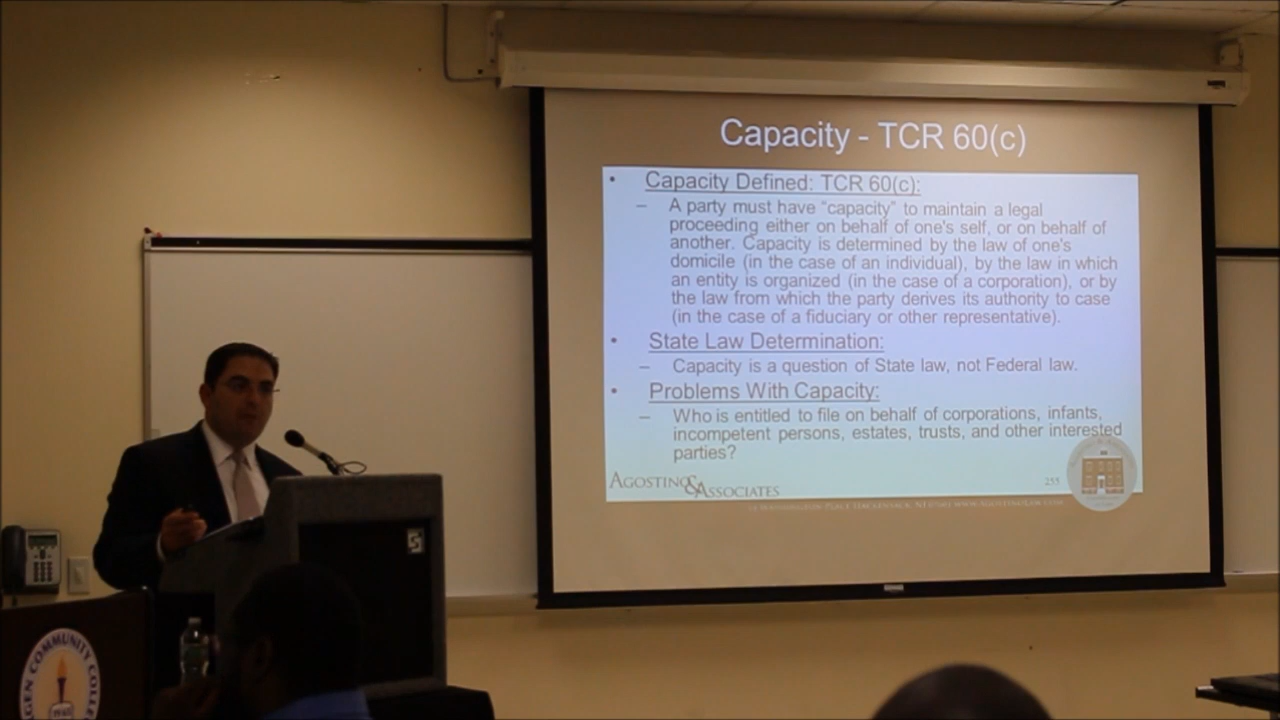 Capacity - TCR 60(c)
• Capacity Defined: TCR 60(c):
– A party must have “capacity” to maintain a legal
proceeding either on behalf of one's self, or on behalf of
another. Capacity is determined by the law of one's
domicile (in the case of an individual), by the law in which
an entity is organized (in the case of a corporation), or by
the law from which the party derives its authority to case
(in the case of a fiduciary or other representative).
• State Law Determination:
– Capacity is a question of State law, not Federal law.
• Problems With Capacity:
– Who is entitled to file on behalf of corporations, infants,
incompetent persons, estates, trusts, and other interested
parties?
AGOSTINO & ASSOCIATES
255
COMMUNITY